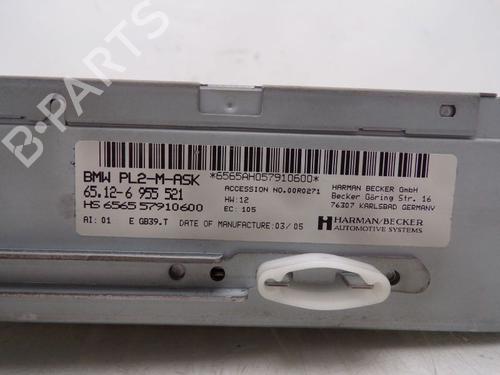 B-PARTS
BMW PL2-M-ASK
*6565AH057910600*
65.12-6 955 521
ACCESSION NO.00R0271
HARMAN BECKER GmbH
HW:12
Becker Göring Str. 16
HS 6565 57910600
EC: 105
76307 KARLSBAD GERMANY
AI: 01
E GB39.T
DATE OF MANUFACTURE:03/05
HARMAN/BECKER
AUTOMOTIVE SYSTEMS